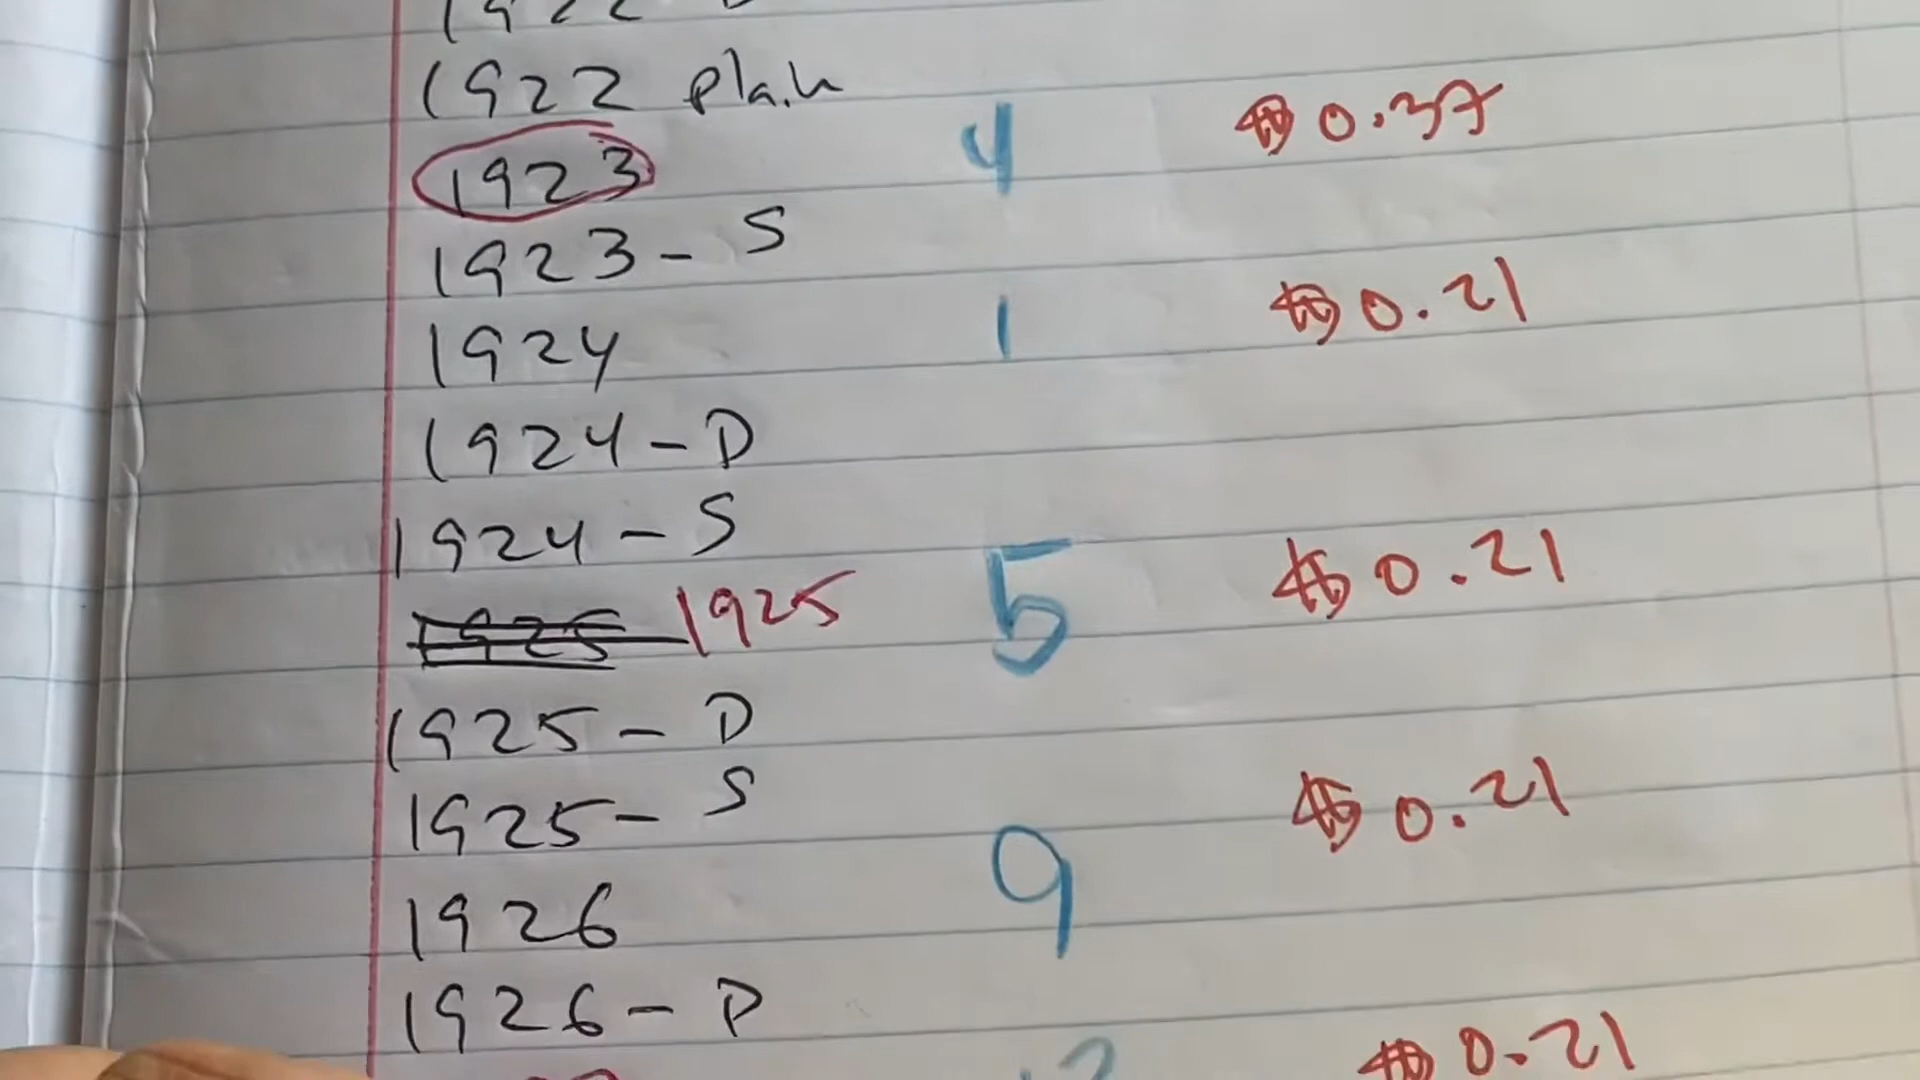 1922 plain
1923 4 $0.37
1923-S
1924 1 $0.21
1924-D
1924-S
1925 1925 5 $0.21
1925-D
1925-S $0.21
1926 9
1926-D
$0.21